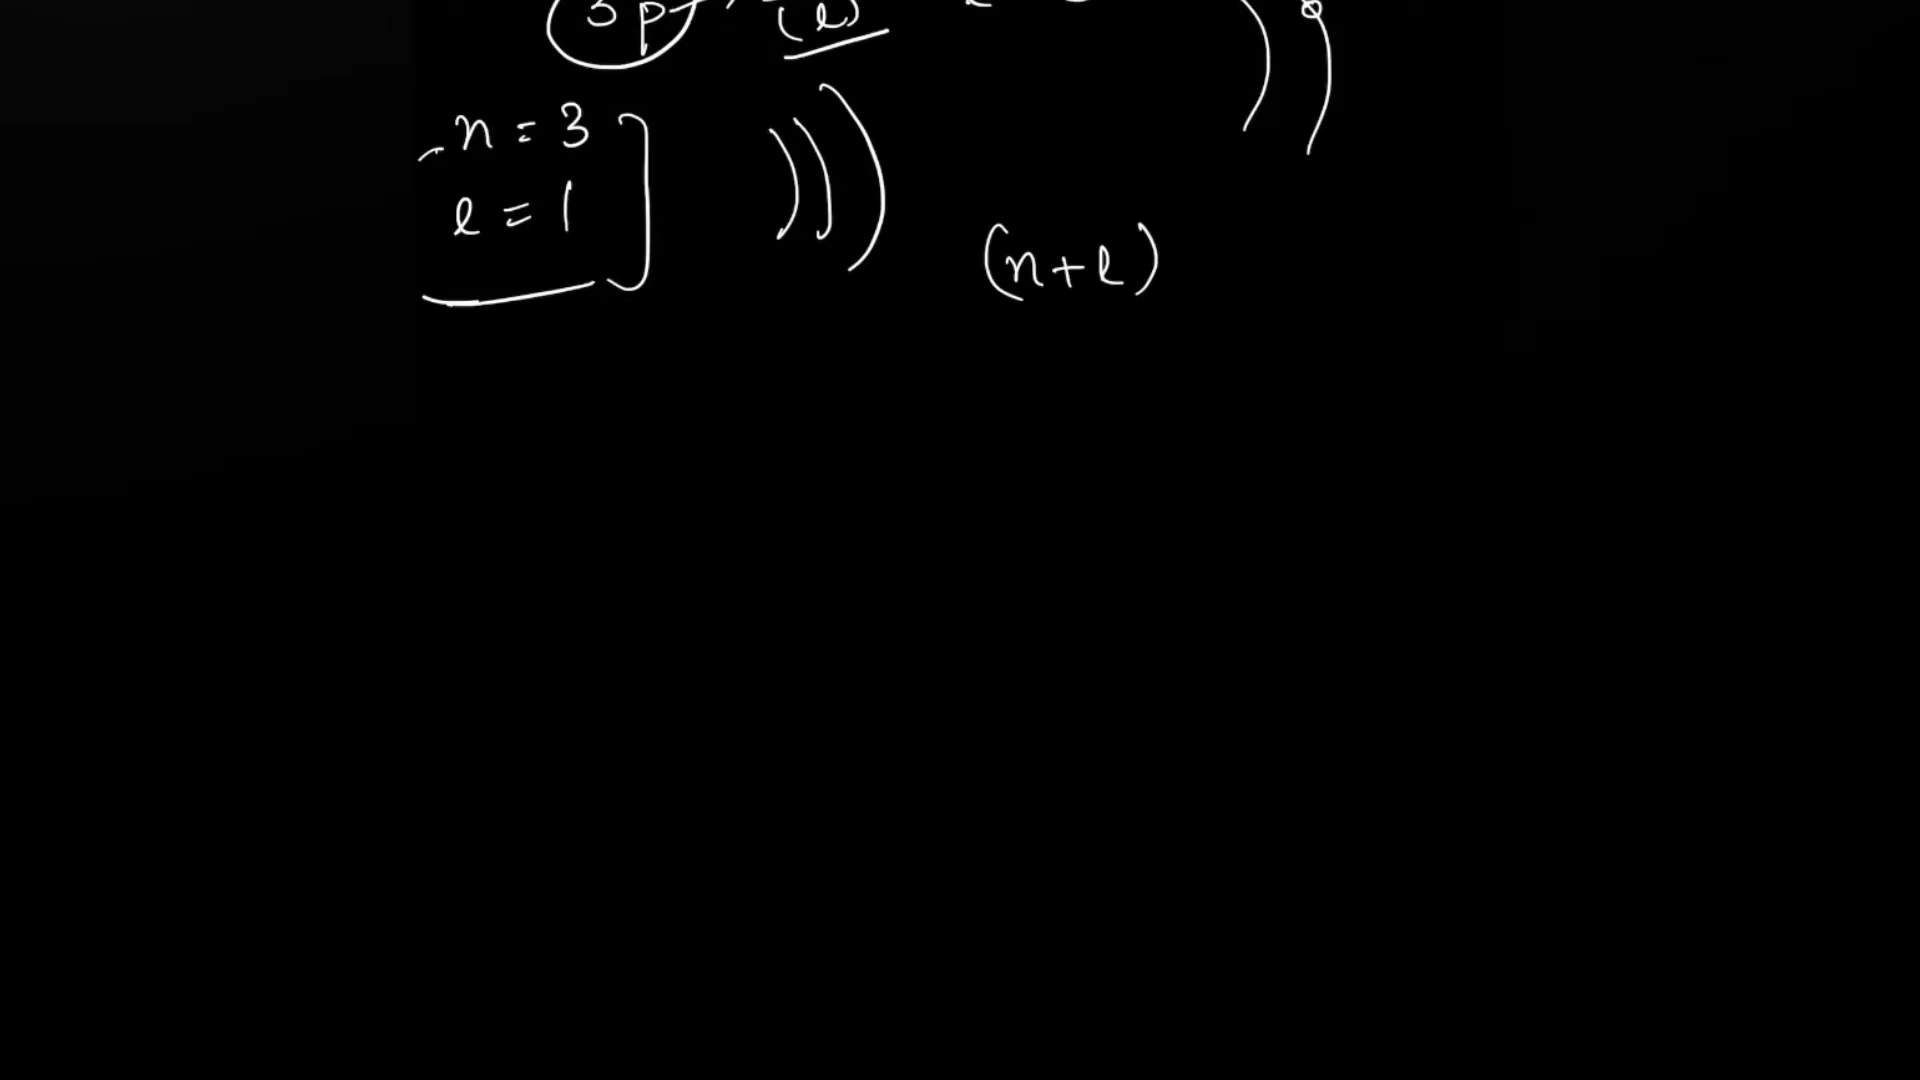 3p (l)
n = 3
l = 1
(n+l)